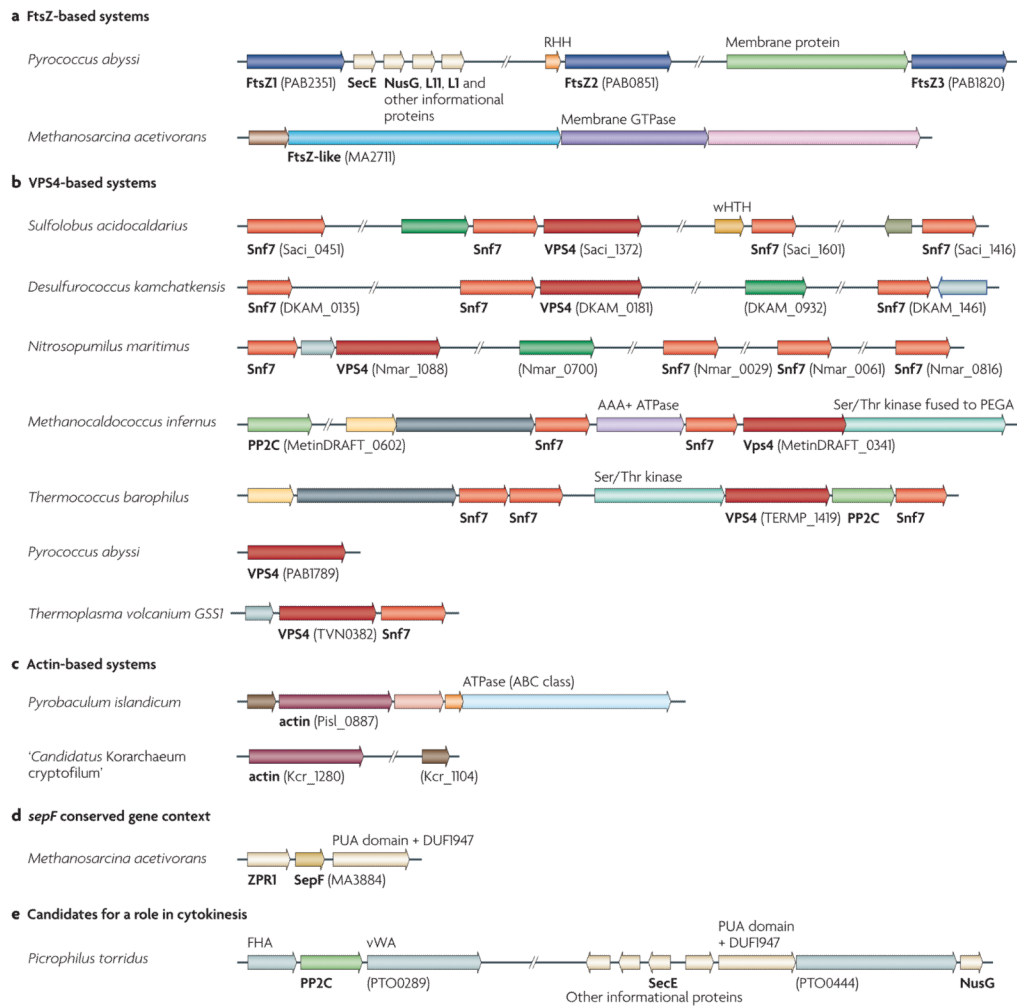 a FtsZ-based systems
Pyrococcus abyssi
RHH
Membrane protein
FtsZ1 (PAB2351)
SecE
NusG, L11, L1 and
other informational
proteins
FtsZ2 (PAB0851)
FtsZ3 (PAB1820)
Methanosarcina acetivorans
Membrane GTPase
FtsZ-like (MA2711)
b VPS4-based systems
Sulfolobus acidocaldarius
wHTH
Snf7 (Saci_0451)
Snf7
VPS4 (Saci_1372)
Snf7 (Saci_1601)
Snf7 (Saci_1416)
Desulfurococcus kamchatkensis
Snf7 (DKAM_0135)
Snf7
VPS4 (DKAM_0181)
(DKAM_0932)
Snf7 (DKAM_1461)
Nitrosopumilus maritimus
Snf7
VPS4 (Nmar_1088)
(Nmar_0700)
Snf7 (Nmar_0029)
Snf7 (Nmar_0061)
Snf7 (Nmar_0816)
Methanocaldococcus infernus
AAA+ ATPase
Ser/Thr kinase fused to PEGA
PP2C (MetinDRAFT_0602)
Snf7
Snf7
Vps4 (MetinDRAFT_0341)
Thermococcus barophilus
Ser/Thr kinase
Snf7
Snf7
VPS4 (TERMP_1419)
PP2C
Snf7
Pyrococcus abyssi
VPS4 (PAB1789)
Thermoplasma volcanium GSS1
VPS4 (TVN0382)
Snf7
c Actin-based systems
Pyrobaculum islandicum
ATPase (ABC class)
actin (Pisl_0887)
‘Candidatus Korarchaeum
cryptofilum’
actin (Kcr_1280)
(Kcr_1104)
d sepF conserved gene context
Methanosarcina acetivorans
PUA domain + DUF1947
ZPR1
SepF (MA3884)
e Candidates for a role in cytokinesis
Picrophilus torridus
FHA
vWA
PUA domain
+ DUF1947
PP2C
(PTO0289)
SecE
(PTO0444)
NusG
Other informational proteins